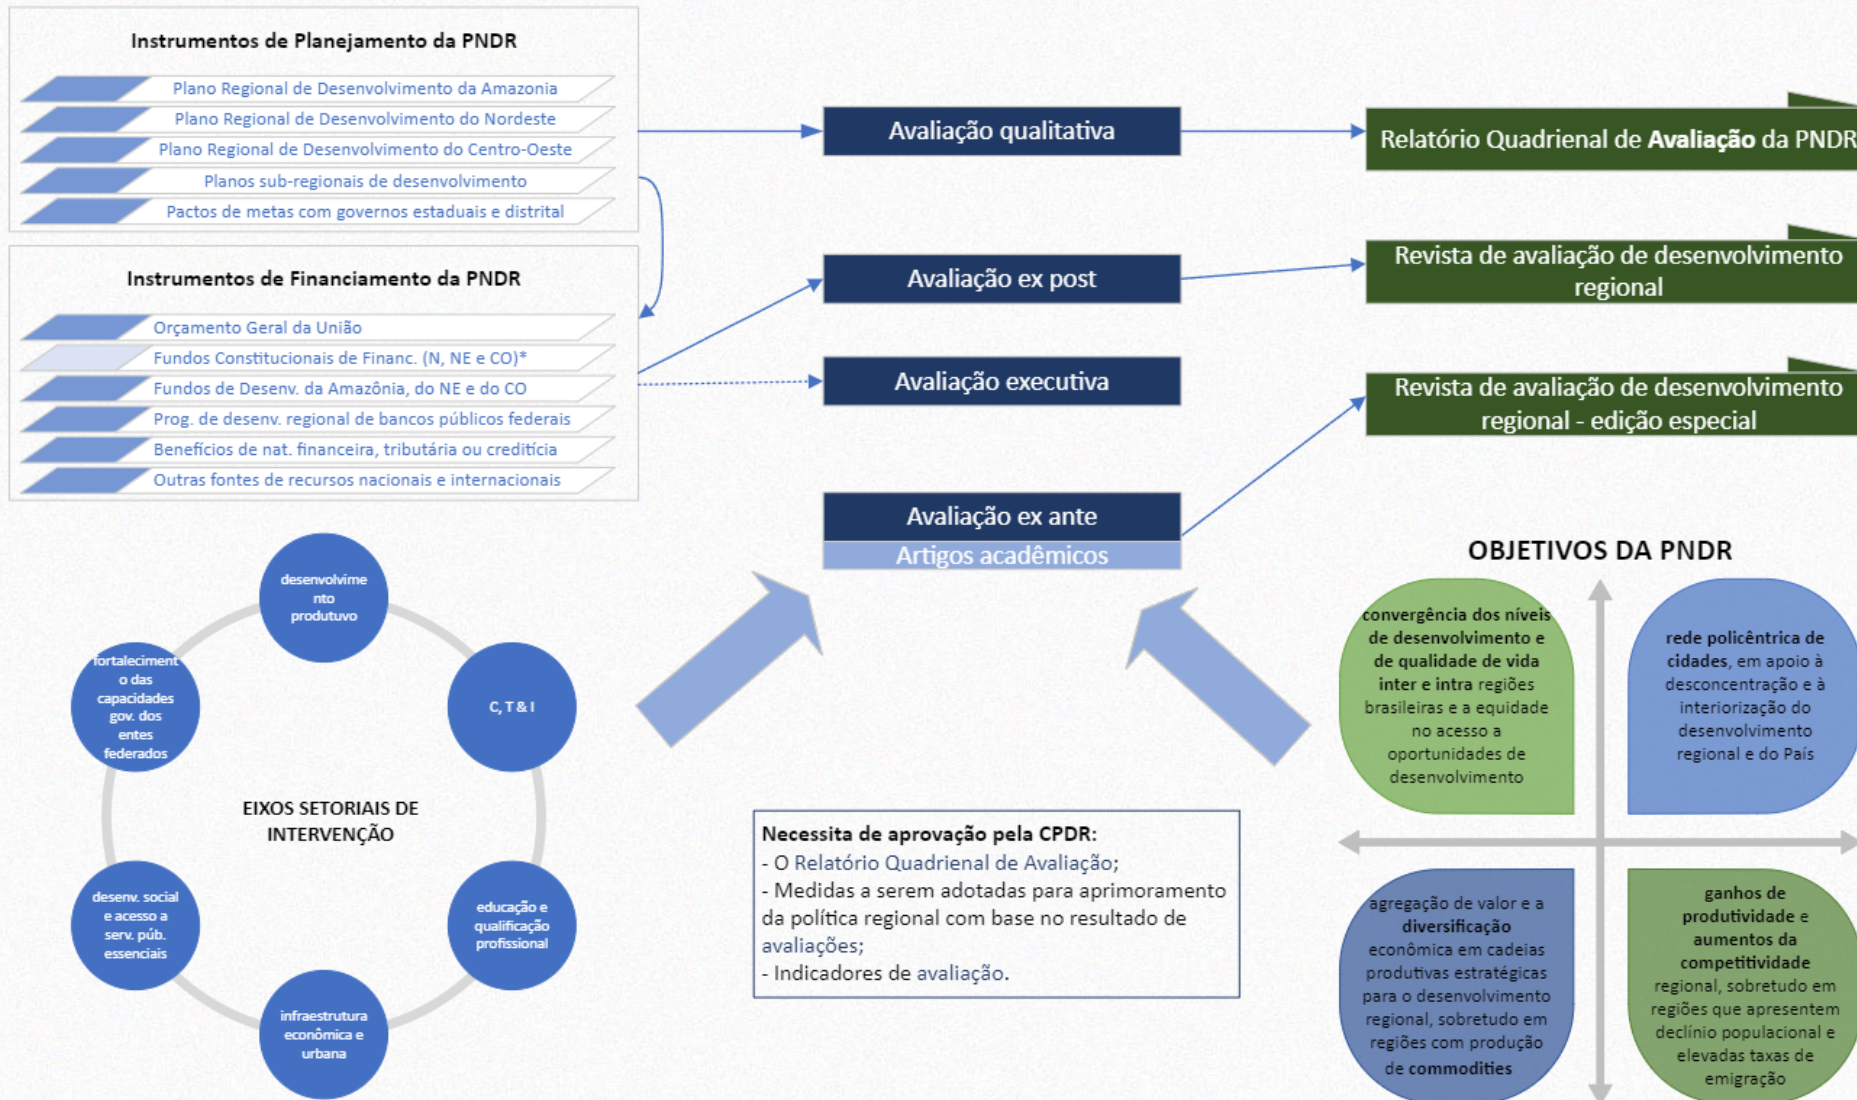 Instrumentos de Planejamento da PNDR
Plano Regional de Desenvolvimento da Amazonia
Plano Regional de Desenvolvimento do Nordeste
Plano Regional de Desenvolvimento do Centro-Oeste
Planos sub-regionais de desenvolvimento
Pactos de metas com governos estaduais e distrital
Instrumentos de Financiamento da PNDR
Orçamento Geral da União
Fundos Constitucionais de Financ. (N, NE e CO)*
Fundos de Desenv. da Amazônia, do NE e do CO
Prog. de desenv. regional de bancos públicos federais
Benefícios de nat. financeira, tributária ou creditícia
Outras fontes de recursos nacionais e internacionais
Avaliação qualitativa
Avaliação ex post
Avaliação executiva
Avaliação ex ante
Artigos acadêmicos
Relatório Quadrienal de Avaliação da PNDR
Revista de avaliação de desenvolvimento
regional
Revista de avaliação de desenvolvimento
regional - edição especial
desenvolvime
nto
produtuvo
C, T & I
educação e
qualificação
profissional
infraestrutura
econômica e
urbana
desenv. social
e acesso a
serv. púb.
essenciais
fortaleciment
o das
capacidades
gov. dos
entes
federados
EIXOS SETORIAIS DE
INTERVENÇÃO
Necessita de aprovação pela CPDR:
- O Relatório Quadrienal de Avaliação;
- Medidas a serem adotadas para aprimoramento
da política regional com base no resultado de
avaliações;
- Indicadores de avaliação.
OBJETIVOS DA PNDR
convergência dos níveis
de desenvolvimento e
de qualidade de vida
inter e intra regiões
brasileiras e a equidade
no acesso a
oportunidades de
desenvolvimento
rede policêntrica de
cidades, em apoio à
desconcentração e à
interiorização do
desenvolvimento
regional e do País
agregação de valor e a
diversificação
econômica em cadeias
produtivas estratégicas
para o desenvolvimento
regional, sobretudo em
regiões com produção
de commodities
ganhos de
produtividade e
aumentos da
competitividade
regional, sobretudo em
regiões que apresentem
declínio populacional e
elevadas taxas de
emigração